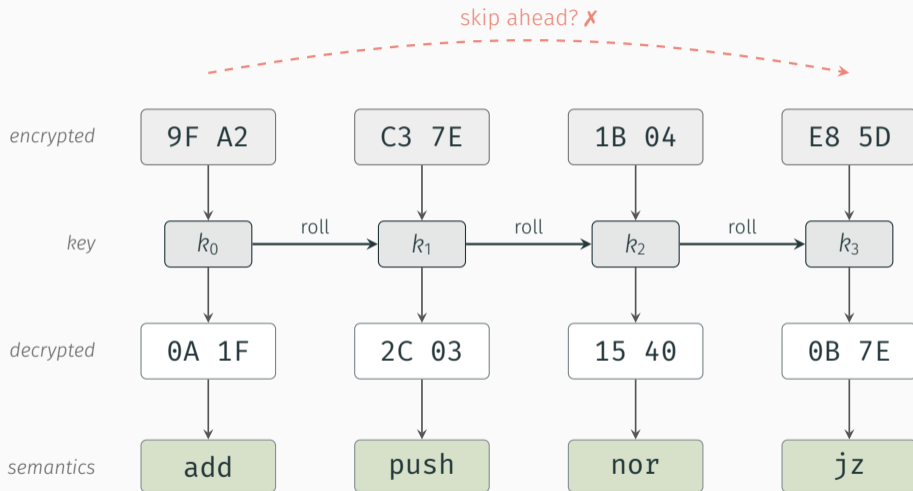 skip ahead? ✗
encrypted 9F A2 C3 7E 1B 04 E8 5D
roll roll roll
key k0 k1 k2 k3
decrypted 0A 1F 2C 03 15 40 0B 7E
semantics add push nor jz